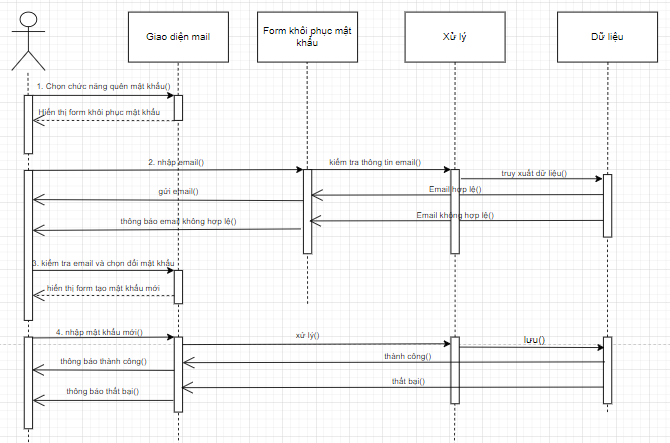 Giao diện mail
Form khôi phục mật
khẩu
Xử lý
Dữ liệu
1. Chọn chức năng quên mật khẩu()
Hiển thị form khôi phục mật khẩu
2. nhập email()
kiểm tra thông tin email()
truy xuất dữ liệu()
gửi email()
Email hợp lệ()
thông báo email không hợp lệ()
Email không hợp lệ()
3. kiểm tra email và chọn đổi mật khẩu
hiển thị form tạo mật khẩu mới
4. nhập mật khẩu mới()
xử lý()
lưu()
thông báo thành công()
thành công()
thông báo thất bại()
thất bại()